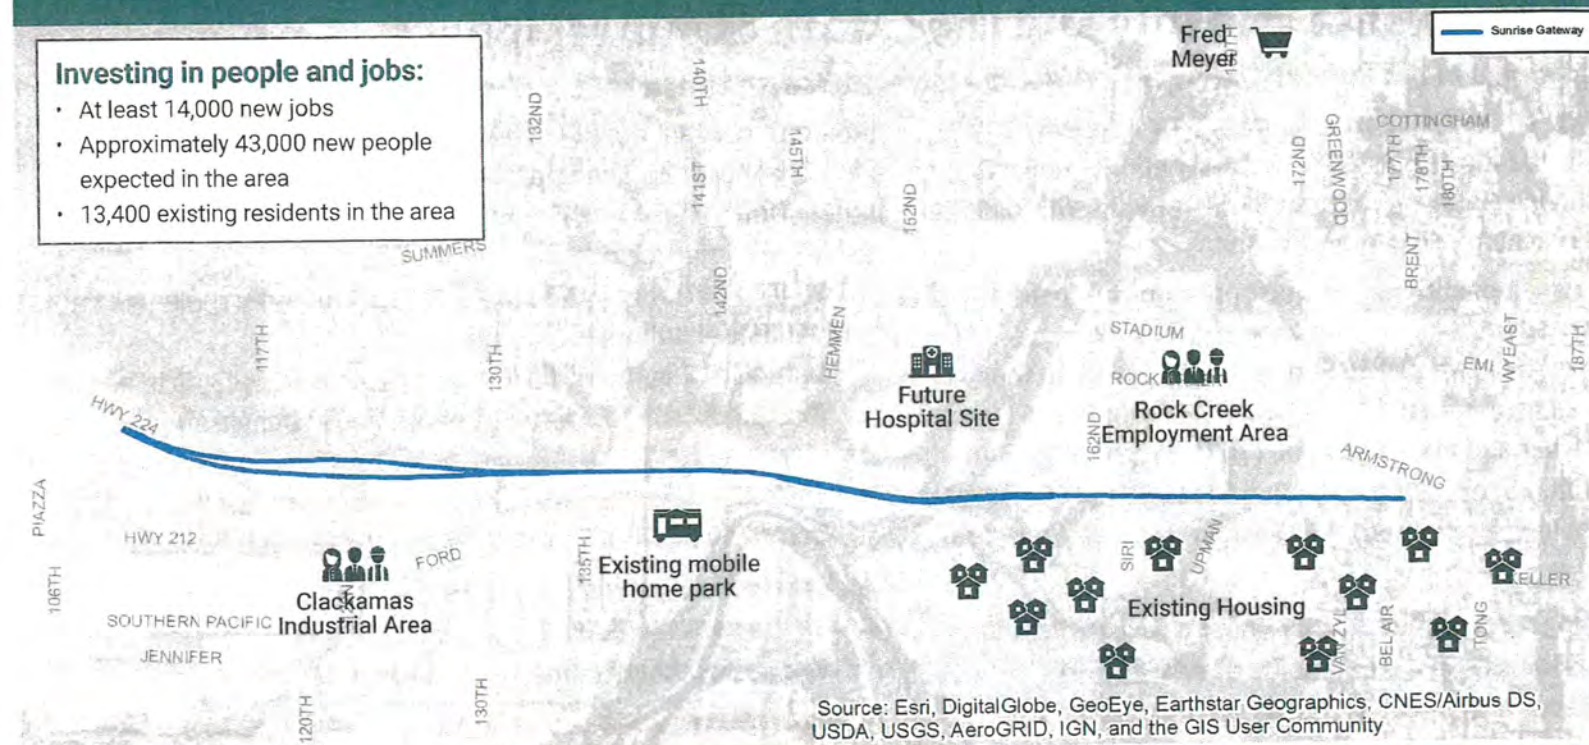 Investing in people and jobs:
· At least 14,000 new jobs
· Approximately 43,000 new people
expected in the area
· 13,400 existing residents in the area
Sunrise Gateway
Fred
Meyer
132ND
140TH
141ST
145TH
142ND
152ND
172ND
GREENWOOD
COTTINGHAM
177TH
178TH
180TH
BRENT
SUMMERS
117TH
130TH
HEMMEN
STADIUM
EMI
WYEAST
187TH
Future
Hospital Site
ROCK
Rock Creek
Employment Area
162ND
ARMSTRONG
HWY 224
PIAZZA
HWY 212
106TH
FORD
Clackamas
Industrial Area
SOUTHERN PACIFIC
JENNIFER
120TH
130TH
135TH
Existing mobile
home park
SIRI
UPMAN
Existing Housing
VANZYL
BEL AIR
TONG
KELLER
Source: Esri, DigitalGlobe, GeoEye, Earthstar Geographics, CNES/Airbus DS,
USDA, USGS, AeroGRID, IGN, and the GIS User Community